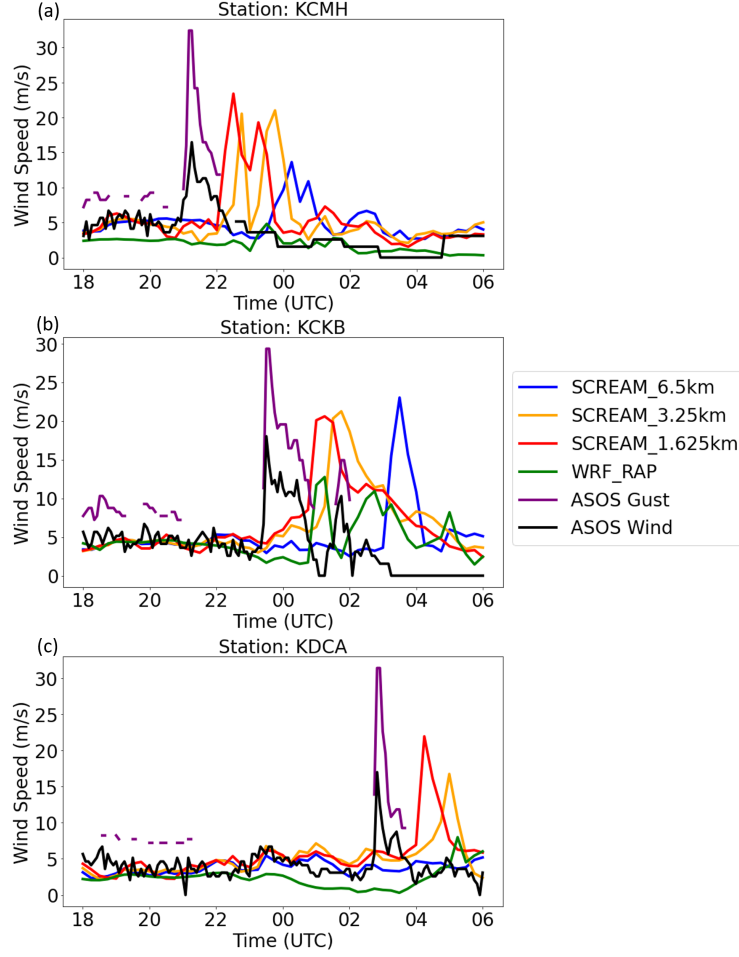 (a)
Station: KCMH
Wind Speed (m/s)
30
25
20
15
10
5
0
18 20 22 00 02 04 06
Time (UTC)
(b)
Station: KCKB
Wind Speed (m/s)
30
25
20
15
10
5
0
18 20 22 00 02 04 06
Time (UTC)
SCREAM_6.5km
SCREAM_3.25km
SCREAM_1.625km
WRF_RAP
ASOS Gust
ASOS Wind
(c)
Station: KDCA
Wind Speed (m/s)
30
25
20
15
10
5
0
18 20 22 00 02 04 06
Time (UTC)